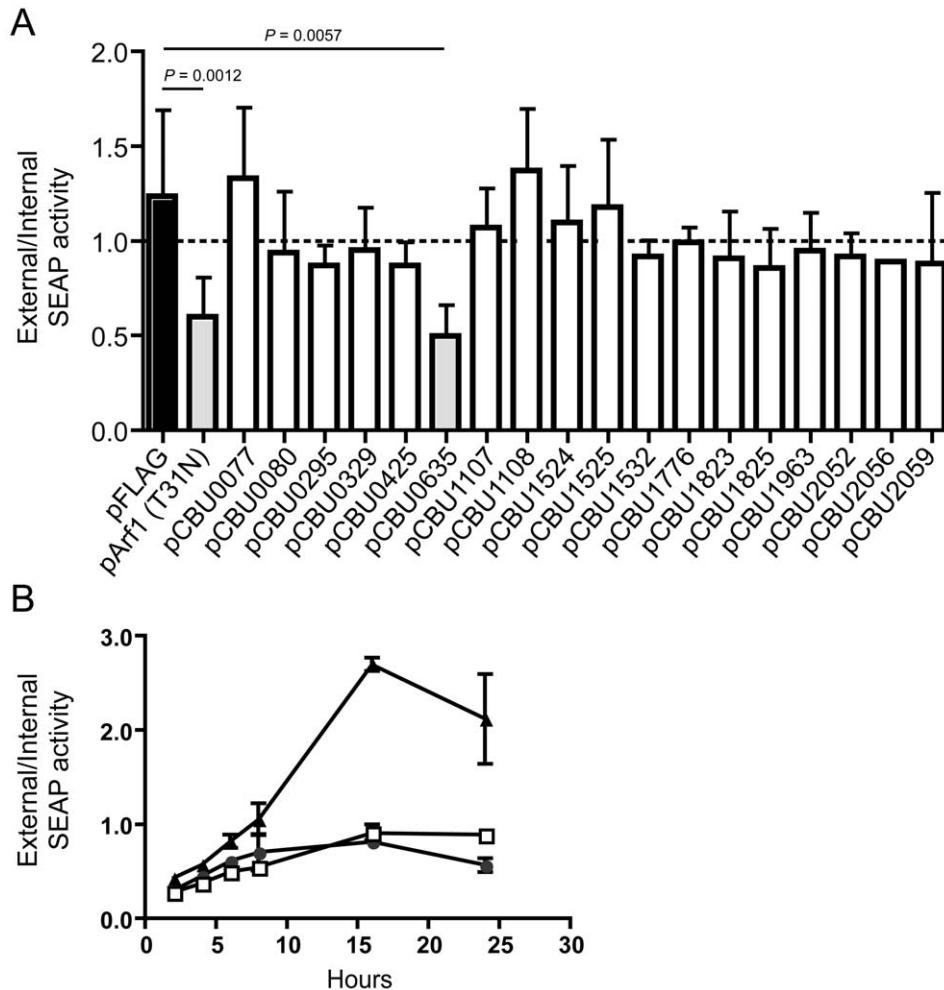 A
P = 0.0057
P = 0.0012
External/Internal
SEAP activity
2.0
1.5
1.0
0.5
0.0
pFLAG
pArf1 (T31N)
pCBU0077
pCBU0080
pCBU0295
pCBU0329
pCBU0425
pCBU0635
pCBU1107
pCBU1108
pCBU1524
pCBU1525
pCBU1532
pCBU1776
pCBU1823
pCBU1825
pCBU1963
pCBU2052
pCBU2056
pCBU2059
B
External/Internal
SEAP activity
3.0
2.0
1.0
0.0
0 5 10 15 20 25 30
Hours